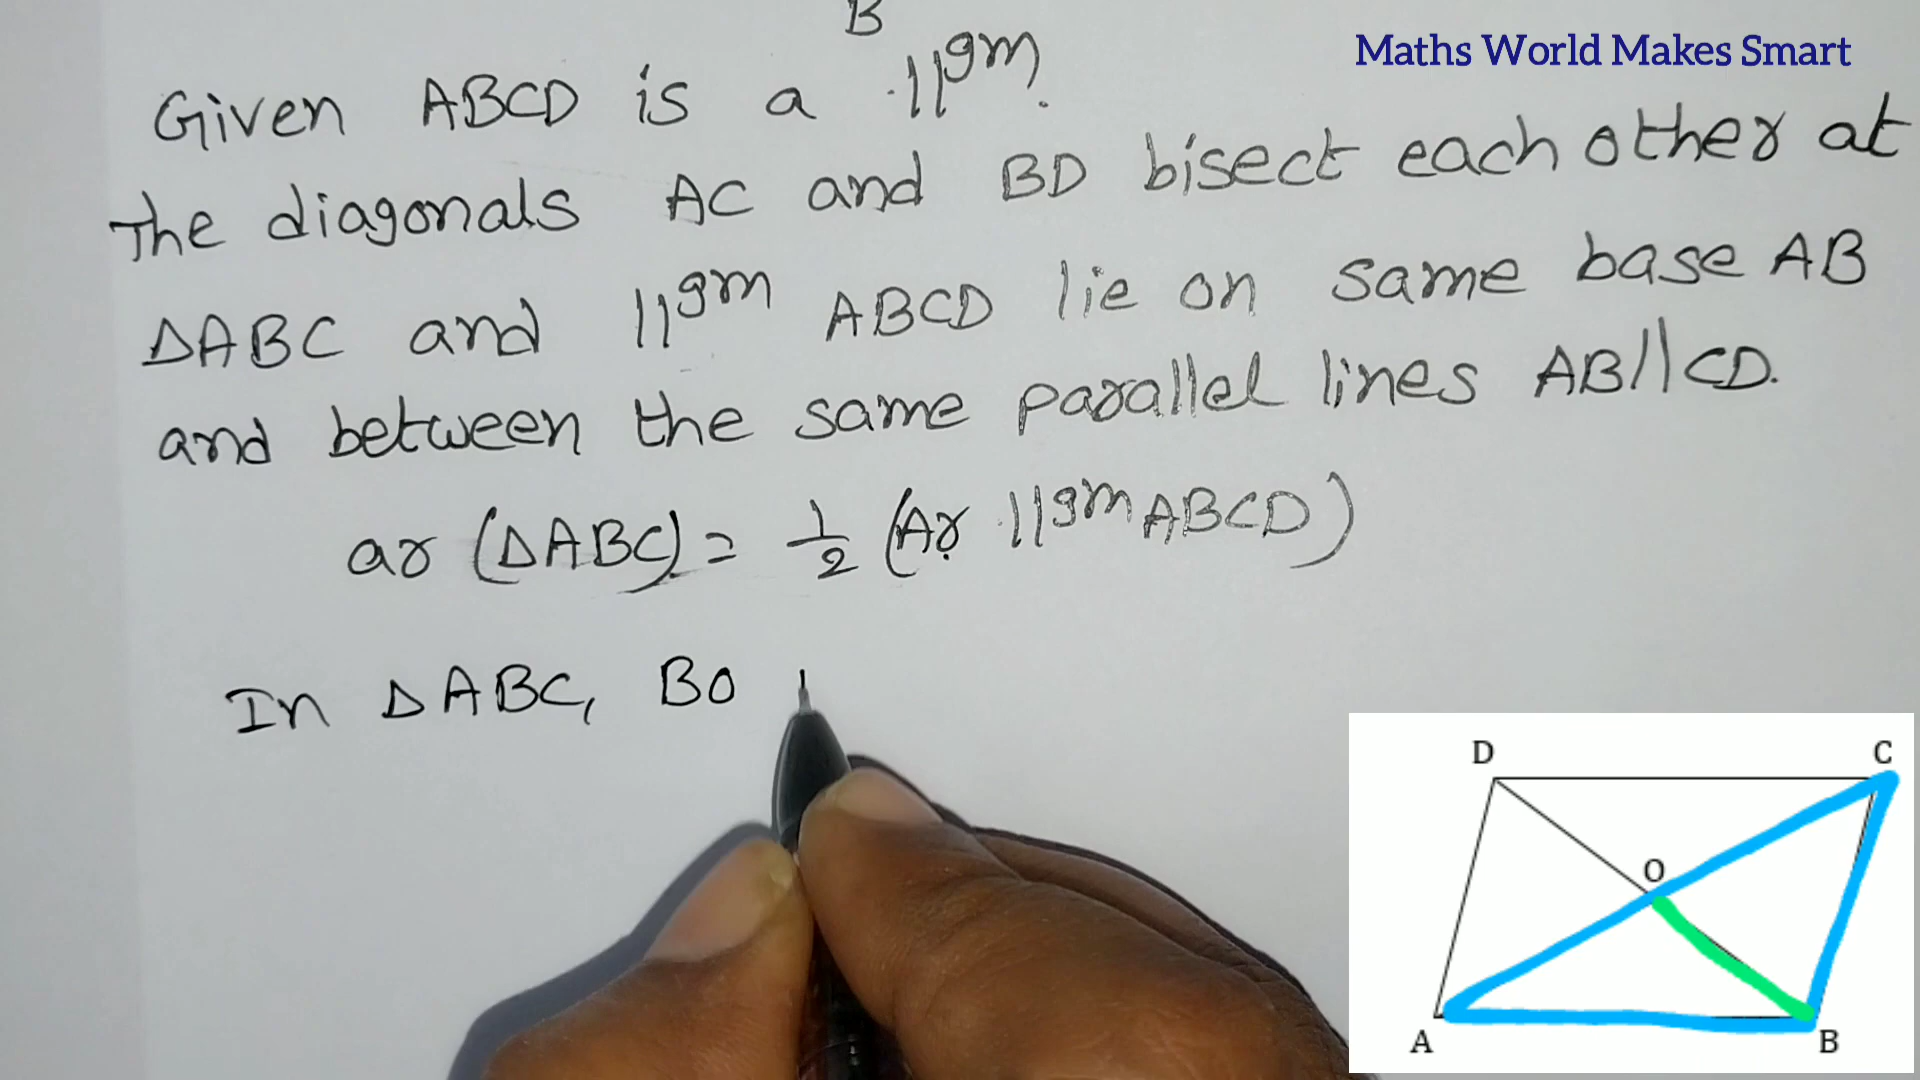 B
Maths World Makes Smart
Given ABCD is a ||gm.
The diagonals AC and BD bisect each other at
ΔABC and ||gm ABCD lie on same base AB
and between the same parallel lines AB||CD.
ar (ΔABC) = 1/2 (Ar ||gm ABCD)
In ΔABC, BO
D C
O
A B